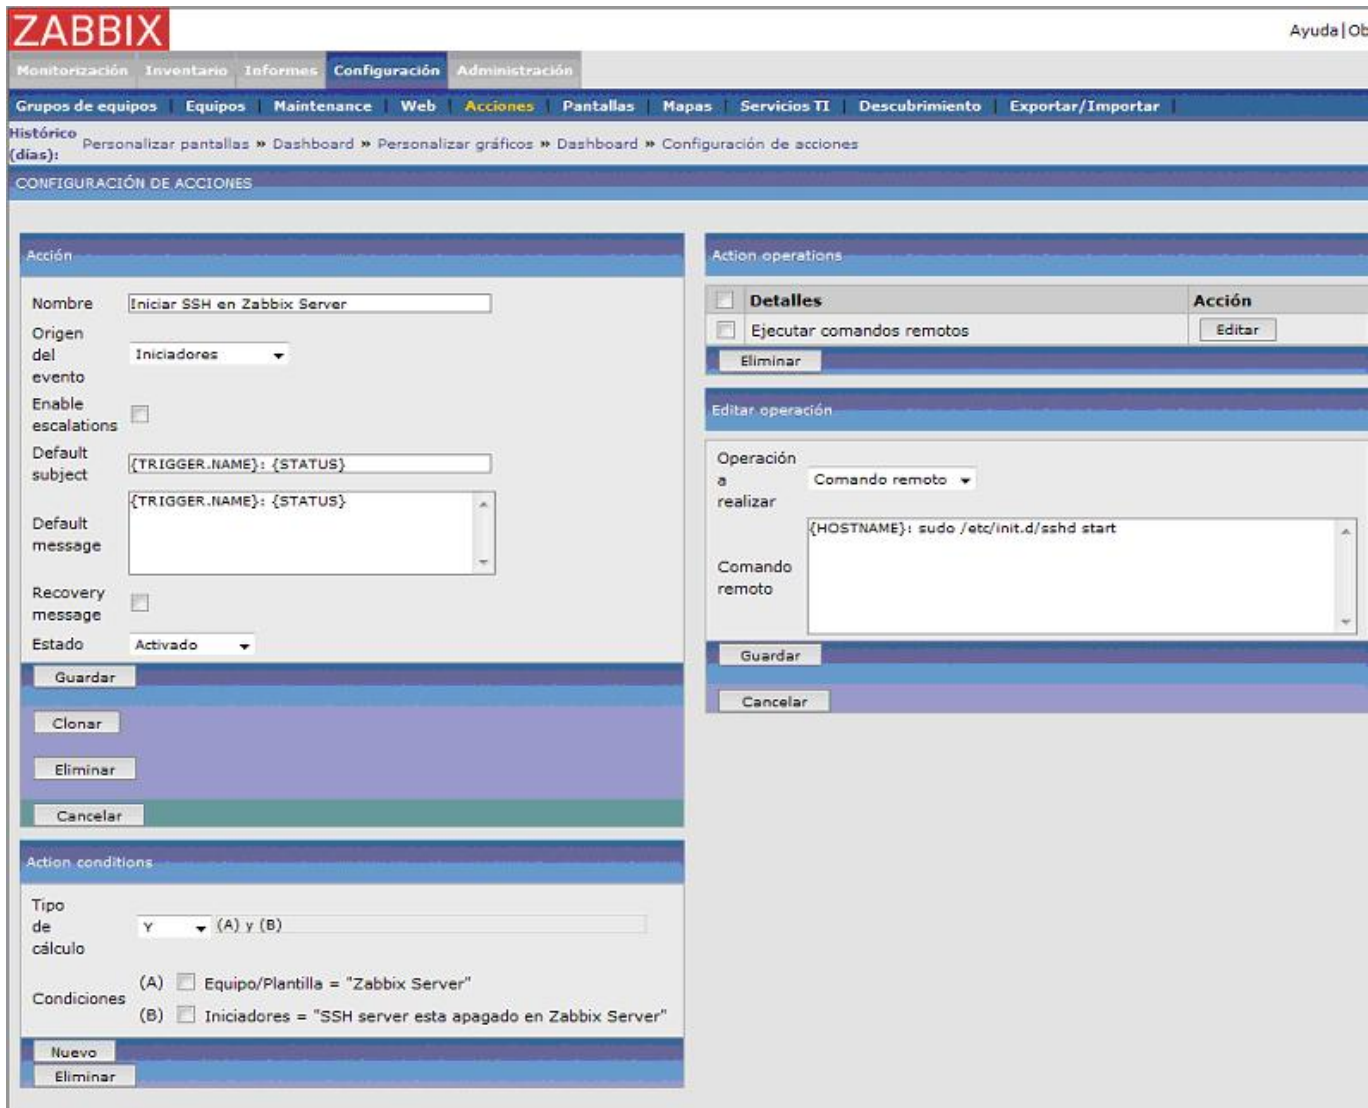 ZABBIX
Ayuda|Ob
Monitorización Inventario Informes Configuración Administración
Grupos de equipos | Equipos | Maintenance | Web | Acciones | Pantallas | Mapas | Servicios TI | Descubrimiento | Exportar/Importar |
Histórico
(días): Personalizar pantallas » Dashboard » Personalizar gráficos » Dashboard » Configuración de acciones
CONFIGURACIÓN DE ACCIONES
Acción
Nombre Iniciar SSH en Zabbix Server
Origen
del Iniciadores
evento
Enable
escalations
Default
subject {TRIGGER.NAME}: {STATUS}
{TRIGGER.NAME}: {STATUS}
Default
message
Recovery
message
Estado Activado
Guardar
Clonar
Eliminar
Cancelar
Action conditions
Tipo
de Y (A) y (B)
cálculo
Condiciones
(A) Equipo/Plantilla = "Zabbix Server"
(B) Iniciadores = "SSH server esta apagado en Zabbix Server"
Nuevo
Eliminar
Action operations
Detalles Acción
Ejecutar comandos remotos Editar
Eliminar
Editar operación
Operación
a Comando remoto
realizar
{HOSTNAME}: sudo /etc/init.d/sshd start
Comando
remoto
Guardar
Cancelar